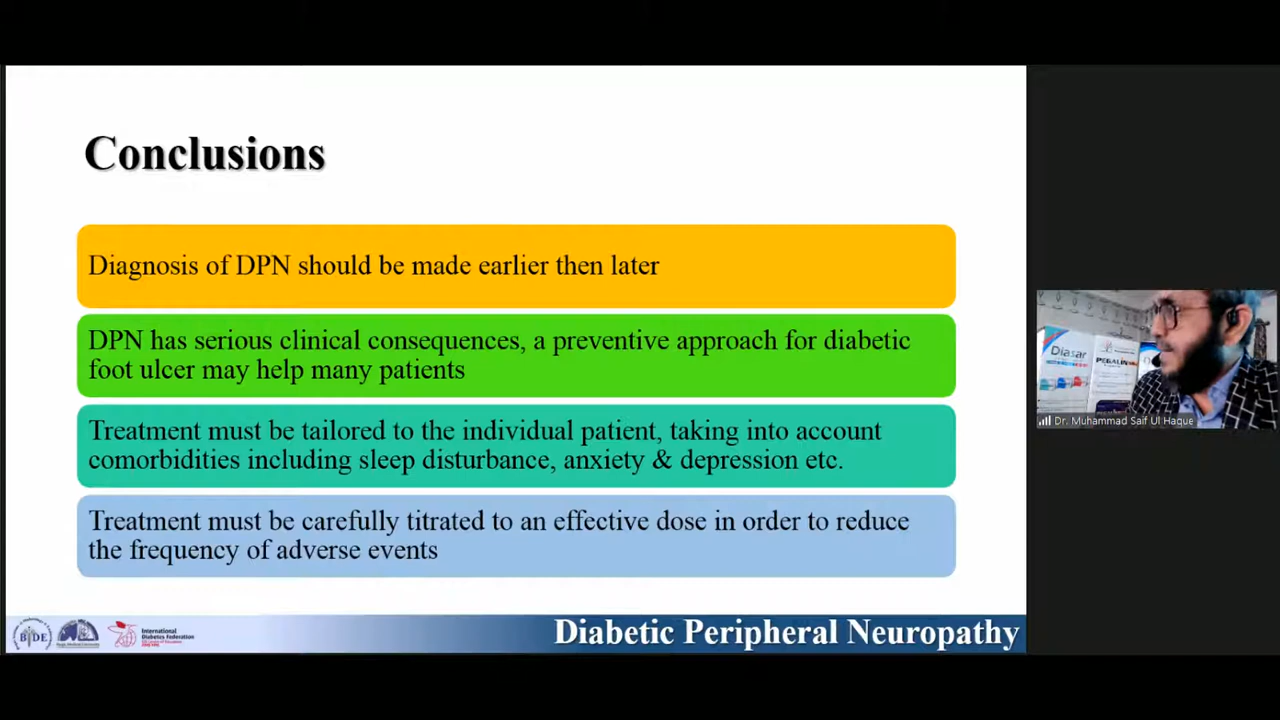 Conclusions
Diagnosis of DPN should be made earlier then later
DPN has serious clinical consequences, a preventive approach for diabetic
foot ulcer may help many patients
Treatment must be tailored to the individual patient, taking into account
comorbidities including sleep disturbance, anxiety & depression etc.
Treatment must be carefully titrated to an effective dose in order to reduce
the frequency of adverse events
Diasar
PEGALIN
Dr. Muhammad Saif Ul Haque
BIDE
International
Diabetes Federation
Diabetic Peripheral Neuropathy